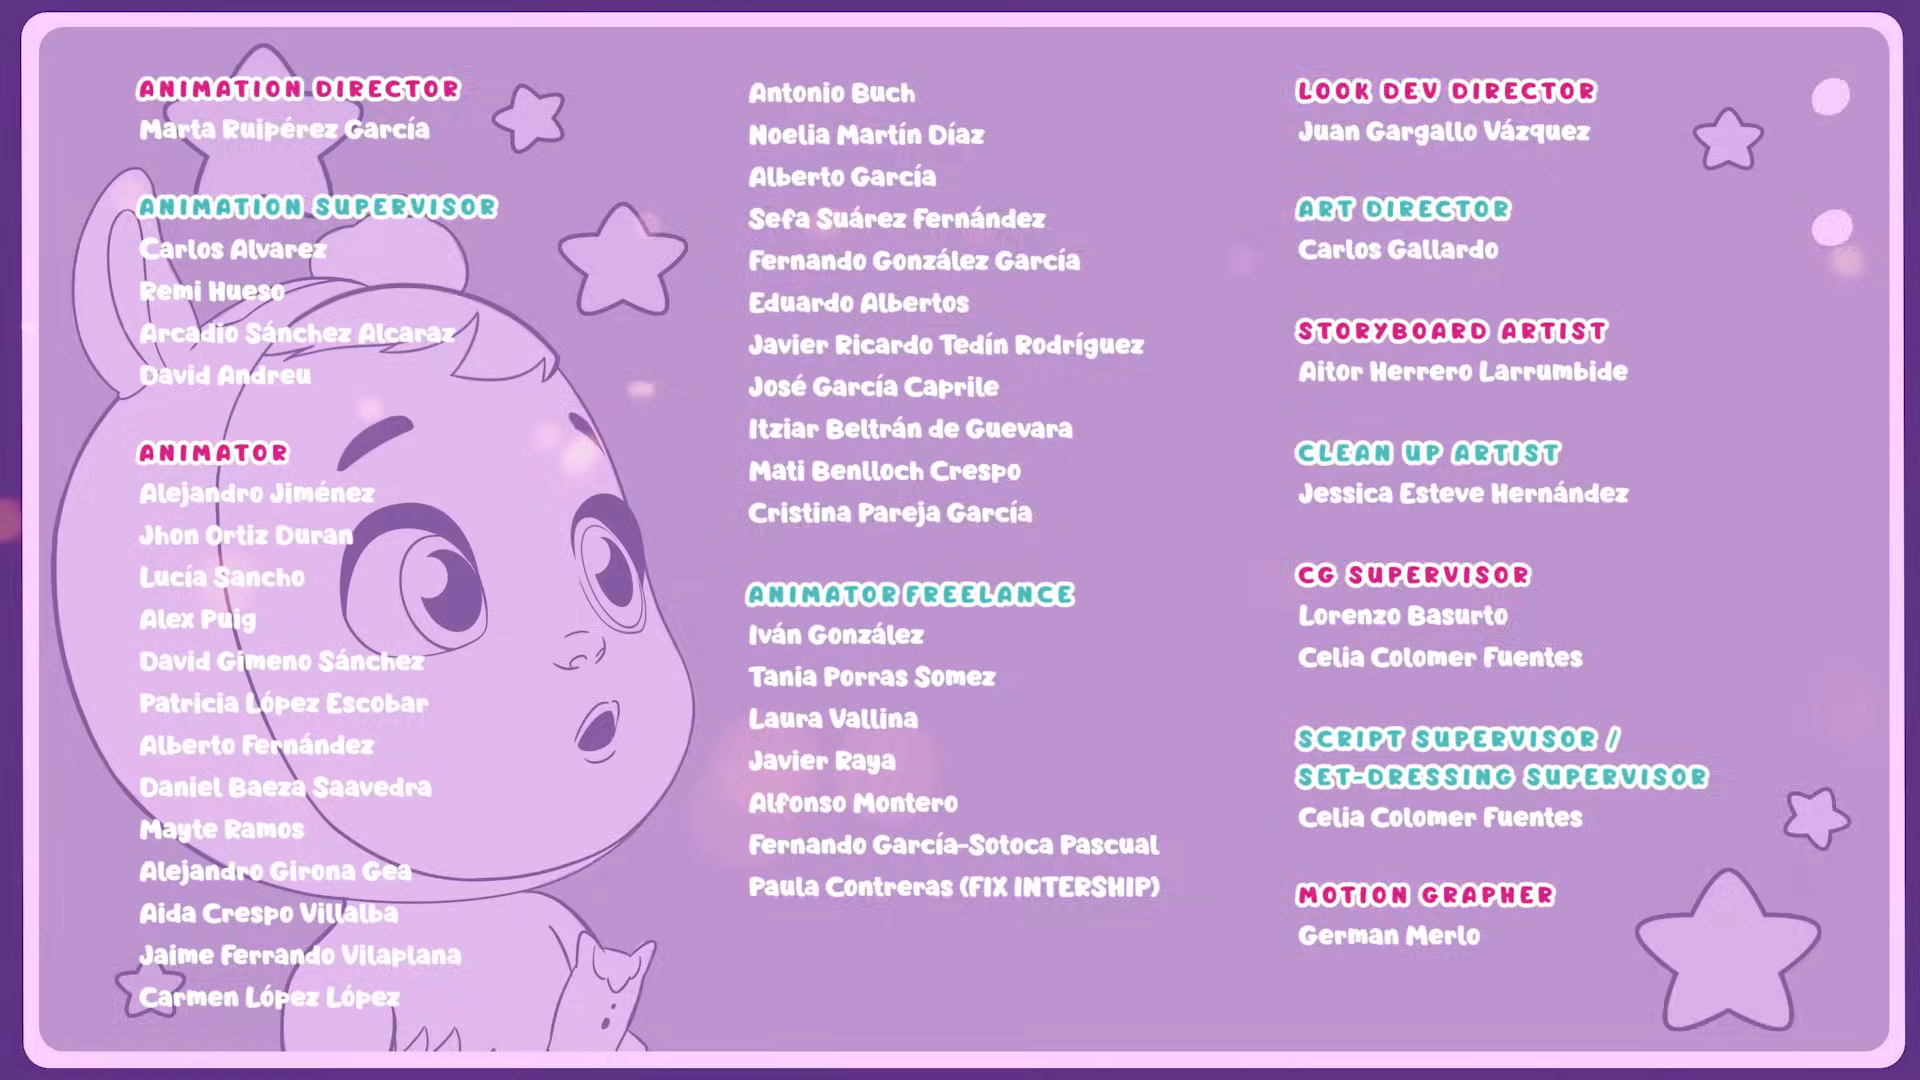 ANIMATION DIRECTOR
Marta Ruipérez García
ANIMATION SUPERVISOR
Carlos Alvarez
Remi Hueso
Arcadio Sánchez Alcaraz
David Andreu
ANIMATOR
Alejandro Jiménez
Jhon Ortiz Duran
Lucía Sancho
Alex Puig
David Gimeno Sánchez
Patricia López Escobar
Alberto Fernández
Daniel Baeza Saavedra
Mayte Ramos
Alejandro Girona Gea
Aida Crespo Villalba
Jaime Ferrando Vilaplana
Carmen López López
Antonio Buch
Noelia Martín Díaz
Alberto García
Sefa Suárez Fernández
Fernando González García
Eduardo Albertos
Javier Ricardo Tedín Rodríguez
José García Caprile
Itziar Beltrán de Guevara
Mati Benlloch Crespo
Cristina Pareja García
ANIMATOR FREELANCE
Iván González
Tania Porras Somez
Laura Vallina
Javier Raya
Alfonso Montero
Fernando García-Sotoca Pascual
Paula Contreras (FIX INTERSHIP)
LOOK DEV DIRECTOR
Juan Gargallo Vázquez
ART DIRECTOR
Carlos Gallardo
STORYBOARD ARTIST
Aitor Herrero Larrumbide
CLEAN UP ARTIST
Jessica Esteve Hernández
CG SUPERVISOR
Lorenzo Basurto
Celia Colomer Fuentes
SCRIPT SUPERVISOR /
SET-DRESSING SUPERVISOR
Celia Colomer Fuentes
MOTION GRAPHER
German Merlo